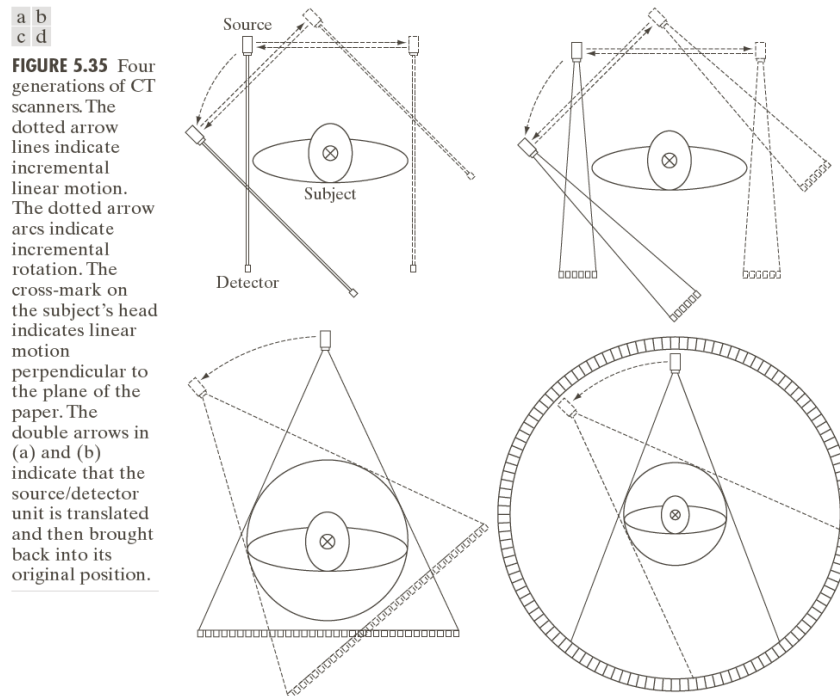 a b
c d
FIGURE 5.35 Four
generations of CT
scanners. The
dotted arrow
lines indicate
incremental
linear motion.
The dotted arrow
arcs indicate
incremental
rotation. The
cross-mark on
the subject's head
indicates linear
motion
perpendicular to
the plane of the
paper. The
double arrows in
(a) and (b)
indicate that the
source/detector
unit is translated
and then brought
back into its
original position.
Source
Subject
Detector